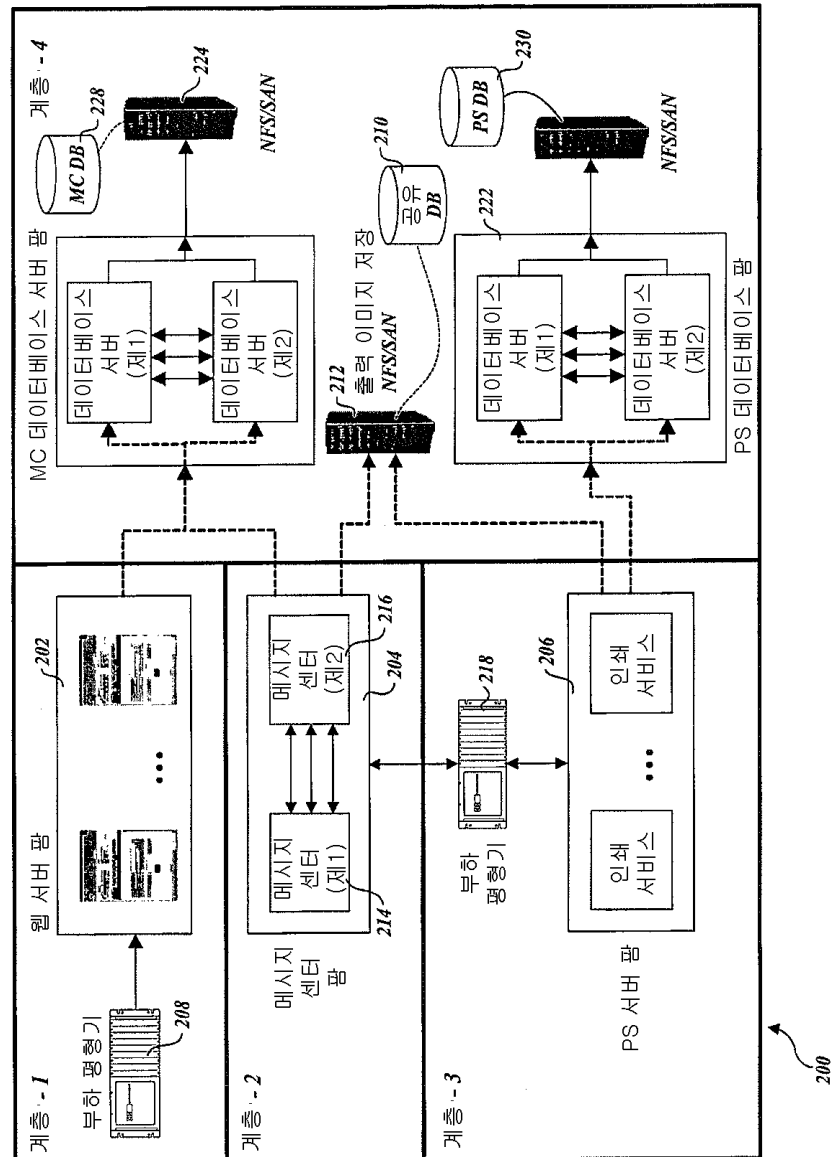 계층 - 1
부하 평형기
208
웹 서버 팜
202
계층 - 2
메시지
센터
팜
메시지
센터
(제1)
214
메시지
센터
(제2)
216
204
계층 - 3
부하
평형기
218
PS 서버 팜
인쇄
서비스
인쇄
서비스
206
계층 - 4
MC 데이터베이스 서버 팜
데이터베이스
서버
(제1)
데이터베이스
서버
(제2)
MC DB
228
224
NFS/SAN
212
출력 이미지 저장
NFS/SAN
공유
DB
210
222
데이터베이스
서버
(제1)
데이터베이스
서버
(제2)
PS 데이터베이스 팜
PS DB
230
NFS/SAN
200